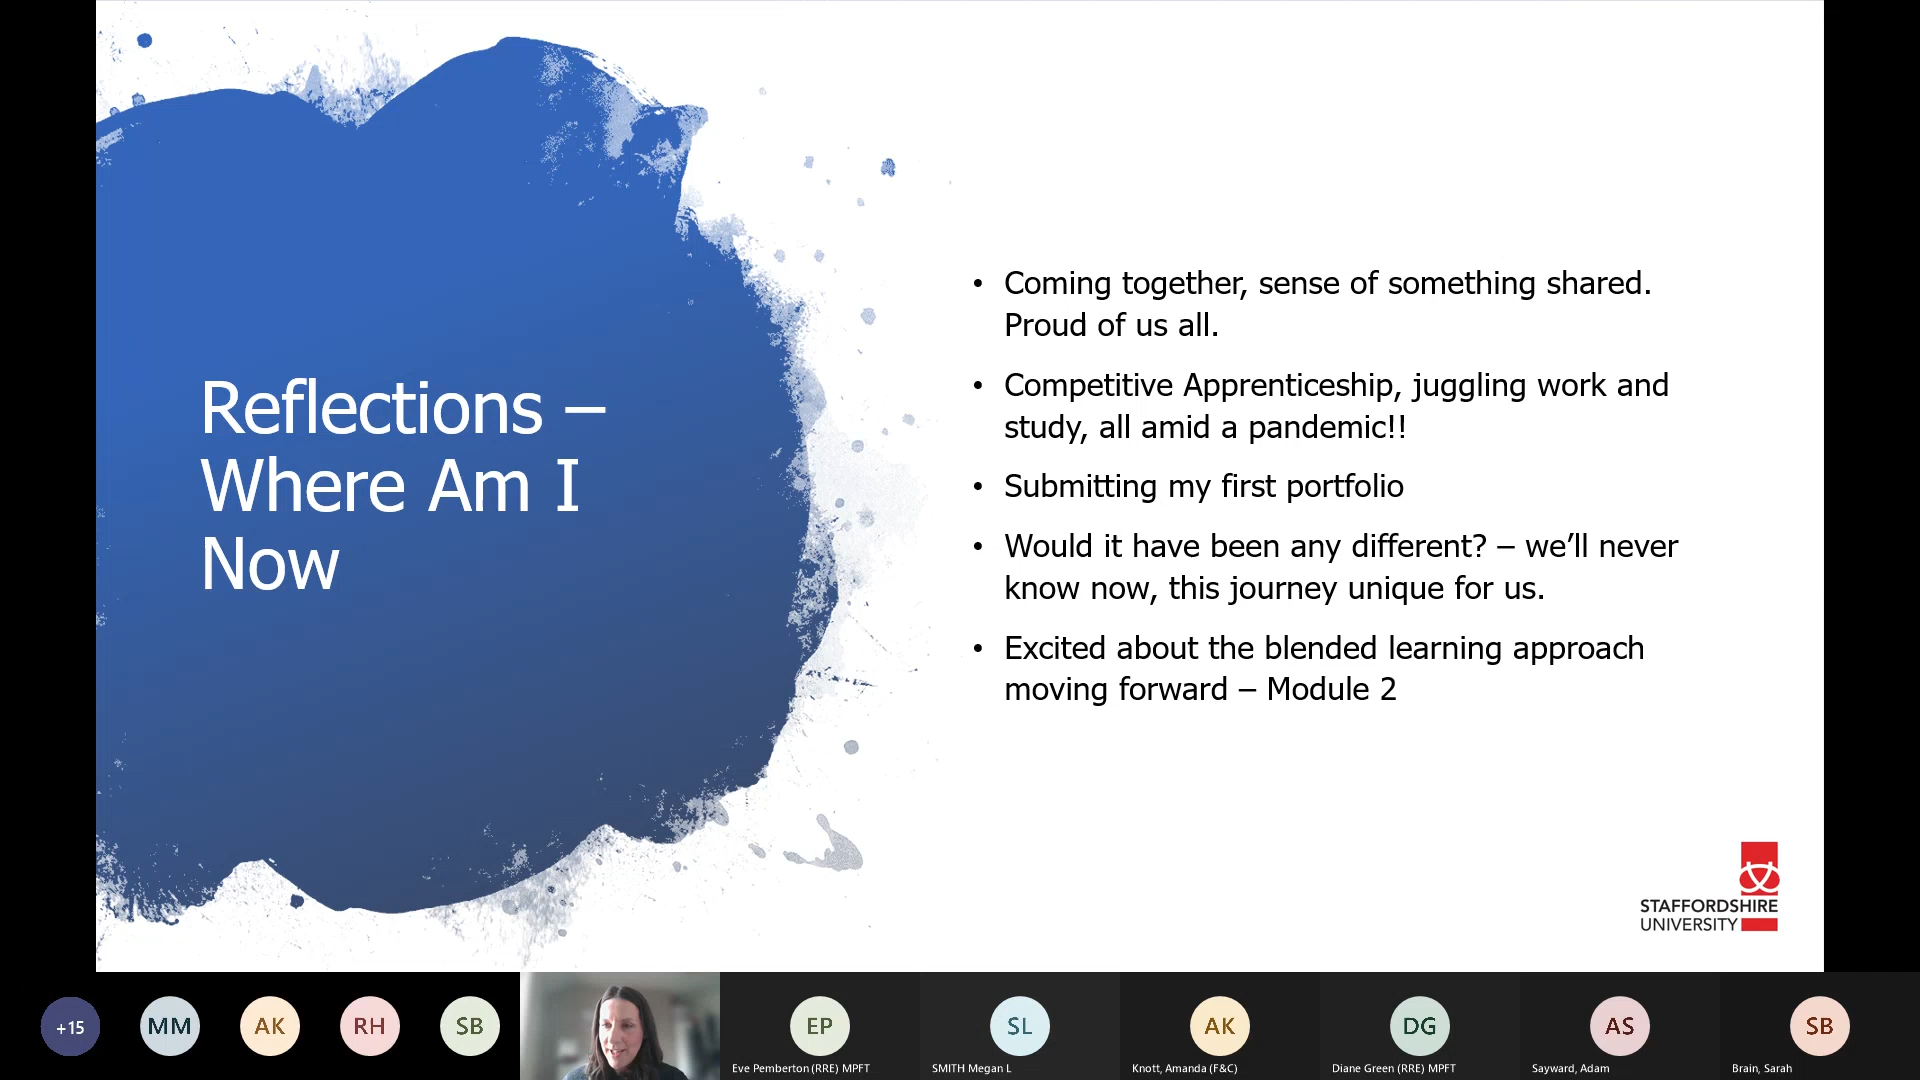 Reflections –
Where Am I
Now
• Coming together, sense of something shared.
Proud of us all.
• Competitive Apprenticeship, juggling work and
study, all amid a pandemic!!
• Submitting my first portfolio
• Would it have been any different? – we’ll never
know now, this journey unique for us.
• Excited about the blended learning approach
moving forward – Module 2
STAFFORDSHIRE
UNIVERSITY
+15
MM
AK
RH
SB
EP
Eve Pemberton (RRE) MPFT
SL
SMITH Megan L
AK
Knott, Amanda (F&C)
DG
Diane Green (RRE) MPFT
AS
Sayward, Adam
SB
Brain, Sarah